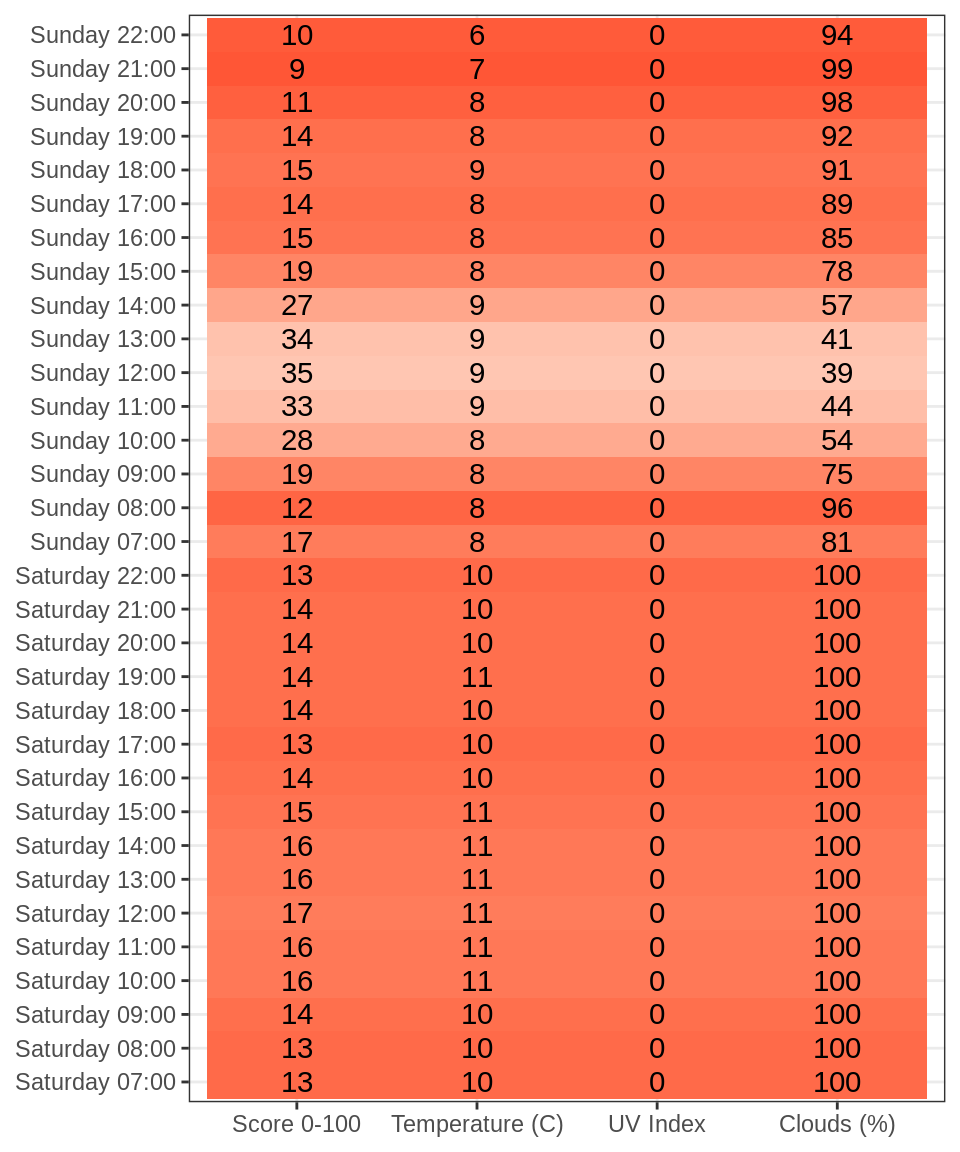 Sunday 22:00 10 6 0 94
Sunday 21:00 9 7 0 99
Sunday 20:00 11 8 0 98
Sunday 19:00 14 8 0 92
Sunday 18:00 15 9 0 91
Sunday 17:00 14 8 0 89
Sunday 16:00 15 8 0 85
Sunday 15:00 19 8 0 78
Sunday 14:00 27 9 0 57
Sunday 13:00 34 9 0 41
Sunday 12:00 35 9 0 39
Sunday 11:00 33 9 0 44
Sunday 10:00 28 8 0 54
Sunday 09:00 19 8 0 75
Sunday 08:00 12 8 0 96
Sunday 07:00 17 8 0 81
Saturday 22:00 13 10 0 100
Saturday 21:00 14 10 0 100
Saturday 20:00 14 10 0 100
Saturday 19:00 14 11 0 100
Saturday 18:00 14 10 0 100
Saturday 17:00 13 10 0 100
Saturday 16:00 14 10 0 100
Saturday 15:00 15 11 0 100
Saturday 14:00 16 11 0 100
Saturday 13:00 16 11 0 100
Saturday 12:00 17 11 0 100
Saturday 11:00 16 11 0 100
Saturday 10:00 16 11 0 100
Saturday 09:00 14 10 0 100
Saturday 08:00 13 10 0 100
Saturday 07:00 13 10 0 100
Score 0-100 Temperature (C) UV Index Clouds (%)